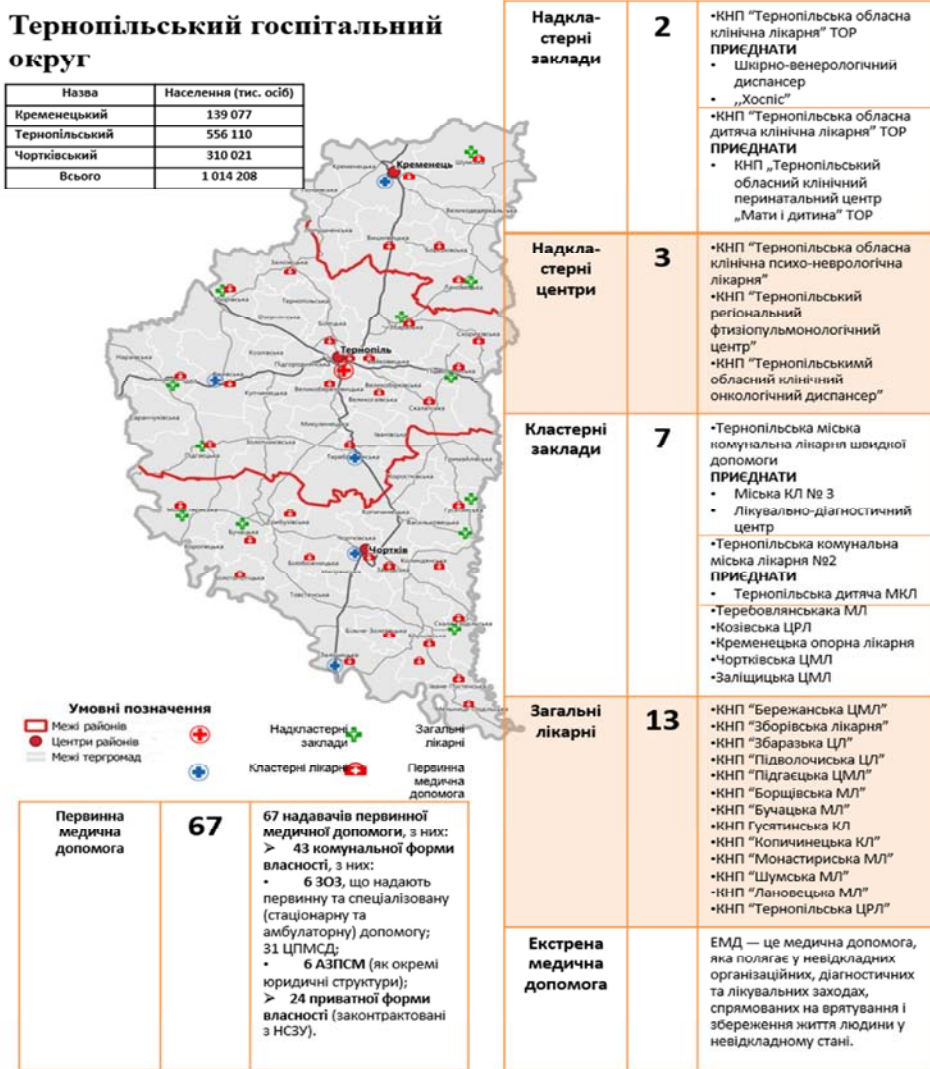 Тернопільський госпітальний
округ
Назва Населення (тис. осіб)
Кременецький 139 077
Тернопільський 556 110
Чортківський 310 021
Всього 1 014 208
Кременець
Тернопіль
Чортків
Умовні позначення
Межі районів
Центри районів
Межі тергромад
Надкластерні
заклади
Кластерні лікарні
Загальні
лікарні
Первинна
медична
допомога
Первинна
медична
допомога
67
67 надавачів первинної
медичної допомоги, з них:
➢ 43 комунальної форми
власності, з них:
• 6 ЗОЗ, що надають
первинну та спеціалізовану
(стаціонарну та
амбулаторну) допомогу;
31 ЦПМСД;
• 6 АЗПСМ (як окремі
юридичні структури);
➢ 24 приватної форми
власності (законтрактовані
з НСЗУ).
Надкла-
стерні
заклади
2
•КНП "Тернопільська обласна
клінічна лікарня" ТОР
ПРИЄДНАТИ
• Шкірно-венерологічний
диспансер
• „Хоспіс"
•КНП "Тернопільська обласна
дитяча клінічна лікарня" ТОР
ПРИЄДНАТИ
• КНП „Тернопільський
обласний клінічний
перинатальний центр
„Мати і дитина" ТОР
Надкла-
стерні
центри
3
•КНП "Тернопільська обласна
клінічна психо-неврологічна
лікарня"
•КНП "Тернопільський
регіональний
фтизіопульмонологічний
центр"
•КНП "Тернопільськимй
обласний клінічний
онкологічний диспансер"
Кластерні
заклади
7
•Тернопільська міська
комунальна лікарня швидкої
допомоги
ПРИЄДНАТИ
• Міська КЛ № 3
• Лікувально-діагностичний
центр
•Тернопільська комунальна
міська лікарня №2
ПРИЄДНАТИ
• Тернопільська дитяча МКЛ
•Теребовлянськака МЛ
•Козівська ЦРЛ
•Кременецька опорна лікарня
•Чортківська ЦМЛ
•Заліщицька ЦМЛ
Загальні
лікарні
13
•КНП "Бережанська ЦМЛ"
•КНП "Зборівська лікарня"
•КНП "Збаразька ЦЛ"
•КНП "Підволочиська ЦЛ"
•КНП "Підгаєцька ЦМЛ"
•КНП "Борщівська МЛ"
•КНП "Бучацька МЛ"
•КНП Гусятинська КЛ
•КНП "Копичинецька КЛ"
•КНП "Монастириська МЛ"
•КНП "Шумська МЛ"
-КНП "Лановецька МЛ"
•КНП "Тернопільська ЦРЛ"
Екстрена
медична
допомога
ЕМД — це медична допомога,
яка полягає у невідкладних
організаційних, діагностичних
та лікувальних заходах,
спрямованих на врятування і
збереження життя людини у
невідкладному стані.